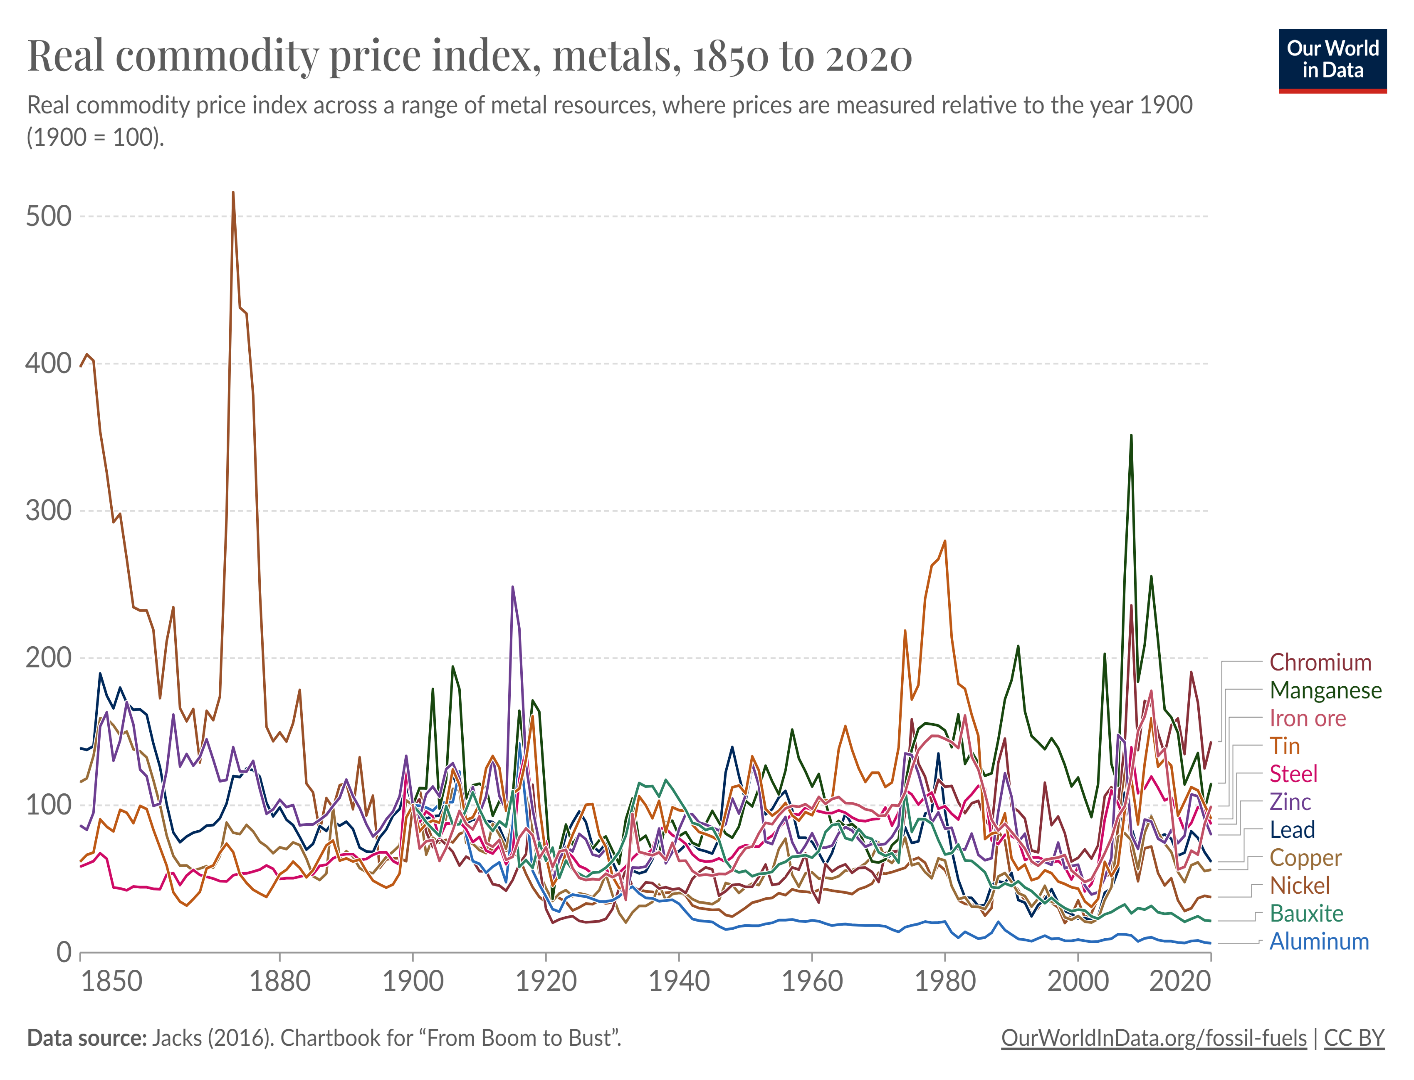 Real commodity price index, metals, 1850 to 2020
Our World
in Data
Real commodity price index across a range of metal resources, where prices are measured relative to the year 1900
(1900 = 100).
500
400
300
200
100
0
Chromium
Manganese
Iron ore
Tin
Steel
Zinc
Lead
Copper
Nickel
Bauxite
Aluminum
1850 1880 1900 1920 1940 1960 1980 2000 2020
Data source: Jacks (2016). Chartbook for “From Boom to Bust”.
OurWorldInData.org/fossil-fuels | CC BY